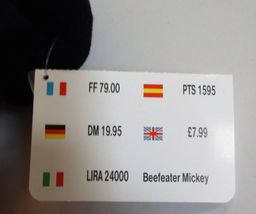 FF 79.00 PTS 1595
DM 19.95 £7.99
LIRA 24000 Beefeater Mickey